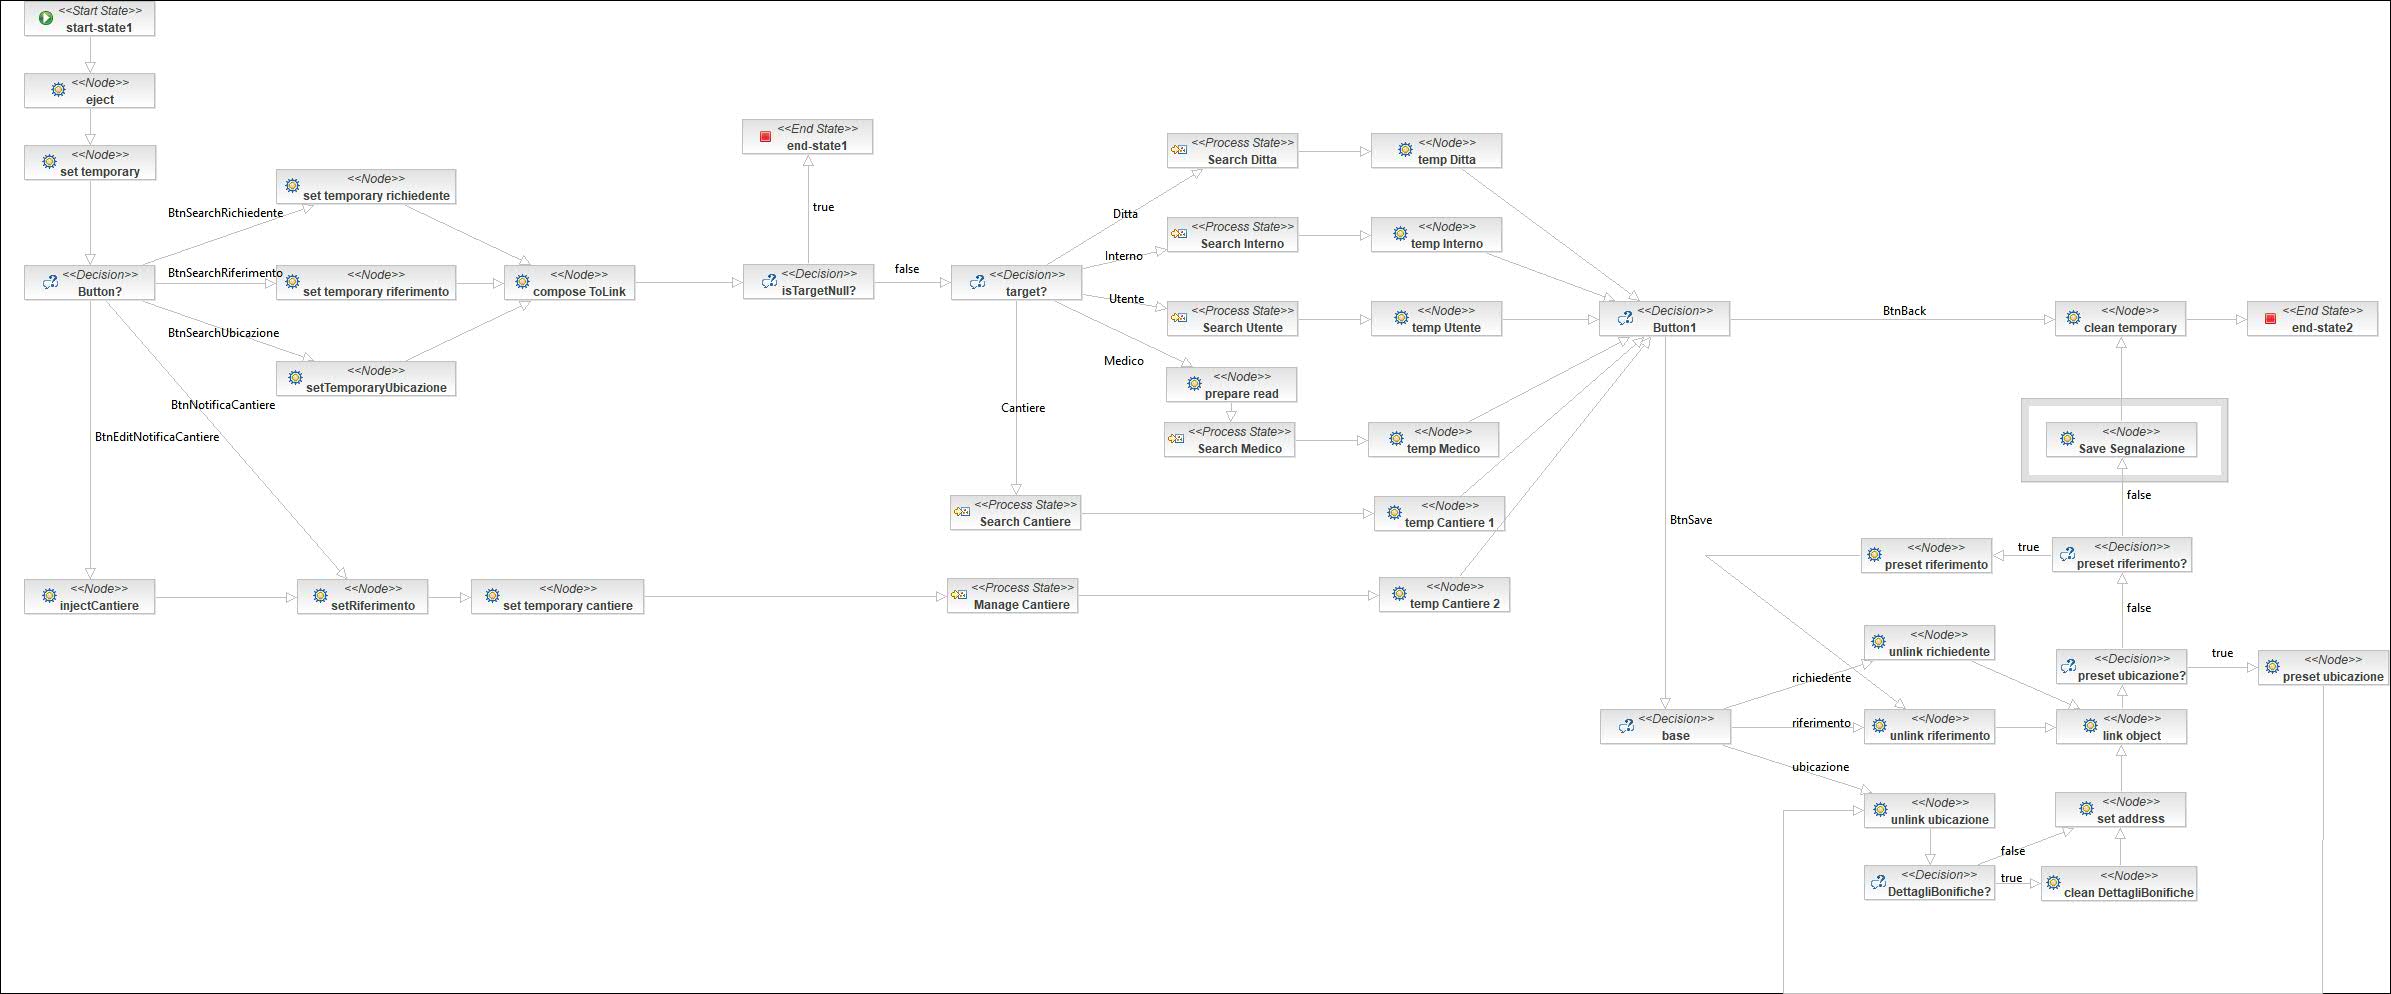 <<Start State>>
start-state1
<<Node>>
eject
<<Node>>
set temporary
<<Decision>>
Button?
BtnSearchRichiedente
BtnSearchRiferimento
BtnSearchUbicazione
BtnNotificaCantiere
BtnEditNotificaCantiere
<<Node>>
set temporary richiedente
<<Node>>
set temporary riferimento
<<Node>>
setTemporaryUbicazione
<<Node>>
compose ToLink
<<End State>>
end-state1
true
<<Decision>>
isTargetNull?
false
<<Decision>>
target?
Ditta
Interno
Utente
Medico
Cantiere
<<Process State>>
Search Ditta
<<Node>>
temp Ditta
<<Process State>>
Search Interno
<<Node>>
temp Interno
<<Process State>>
Search Utente
<<Node>>
temp Utente
<<Node>>
prepare read
<<Process State>>
Search Medico
<<Node>>
temp Medico
<<Process State>>
Search Cantiere
<<Node>>
temp Cantiere 1
<<Node>>
injectCantiere
<<Node>>
setRiferimento
<<Node>>
set temporary cantiere
<<Process State>>
Manage Cantiere
<<Node>>
temp Cantiere 2
<<Decision>>
Button1
BtnBack
<<Node>>
clean temporary
<<End State>>
end-state2
<<Node>>
Save Segnalazione
false
BtnSave
<<Node>>
preset riferimento
true
<<Decision>>
preset riferimento?
false
<<Node>>
unlink richiedente
<<Decision>>
preset ubicazione?
true
<<Node>>
preset ubicazione
richiedente
riferimento
ubicazione
<<Decision>>
base
<<Node>>
unlink riferimento
<<Node>>
link object
<<Node>>
unlink ubicazione
<<Node>>
set address
false
<<Decision>>
DettagliBonifiche?
true
<<Node>>
clean DettagliBonifiche